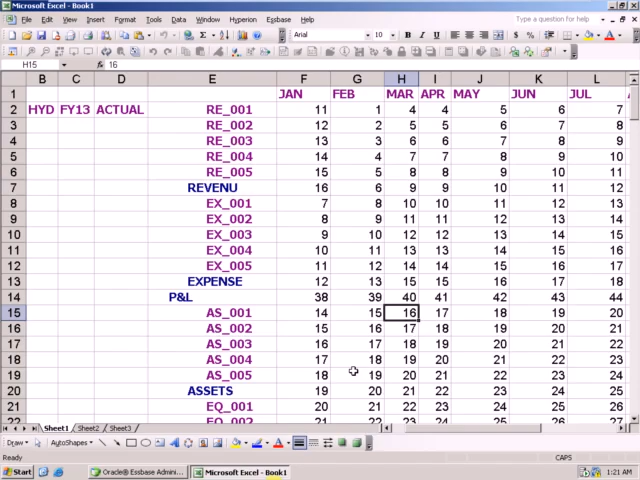 Microsoft Excel - Book1
File Edit View Insert Format Tools Data Window Hyperion Essbase Help
Type a question for help
Arial 10 B I U
H15 fx 16
B C D E F G H I J K L
1 JAN FEB MAR APR MAY JUN JUL
2 HYD FY13 ACTUAL RE_001 11 1 4 4 5 6 7
3 RE_002 12 2 5 5 6 7 8
4 RE_003 13 3 6 6 7 8 9
5 RE_004 14 4 7 7 8 9 10
6 RE_005 15 5 8 8 9 10 11
7 REVENU 16 6 9 9 10 11 12
8 EX_001 7 8 10 10 11 12 13
9 EX_002 8 9 11 11 12 13 14
10 EX_003 9 10 12 12 13 14 15
11 EX_004 10 11 13 13 14 15 16
12 EX_005 11 12 14 14 15 16 17
13 EXPENSE 12 13 15 15 16 17 18
14 P&L 38 39 40 41 42 43 44
15 AS_001 14 15 16 17 18 19 20
16 AS_002 15 16 17 18 19 20 21
17 AS_003 16 17 18 19 20 21 22
18 AS_004 17 18 19 20 21 22 23
19 AS_005 18 19 20 21 22 23 24
20 ASSETS 19 20 21 22 23 24 25
21 EQ_001 20 21 22 23 24 25 26
22 EQ_002 21 22 23 24 25 26 27
Sheet1 Sheet2 Sheet3
Draw AutoShapes
Ready CAPS
Start Oracle® Essbase Admini... Microsoft Excel - Book1 1:21 AM